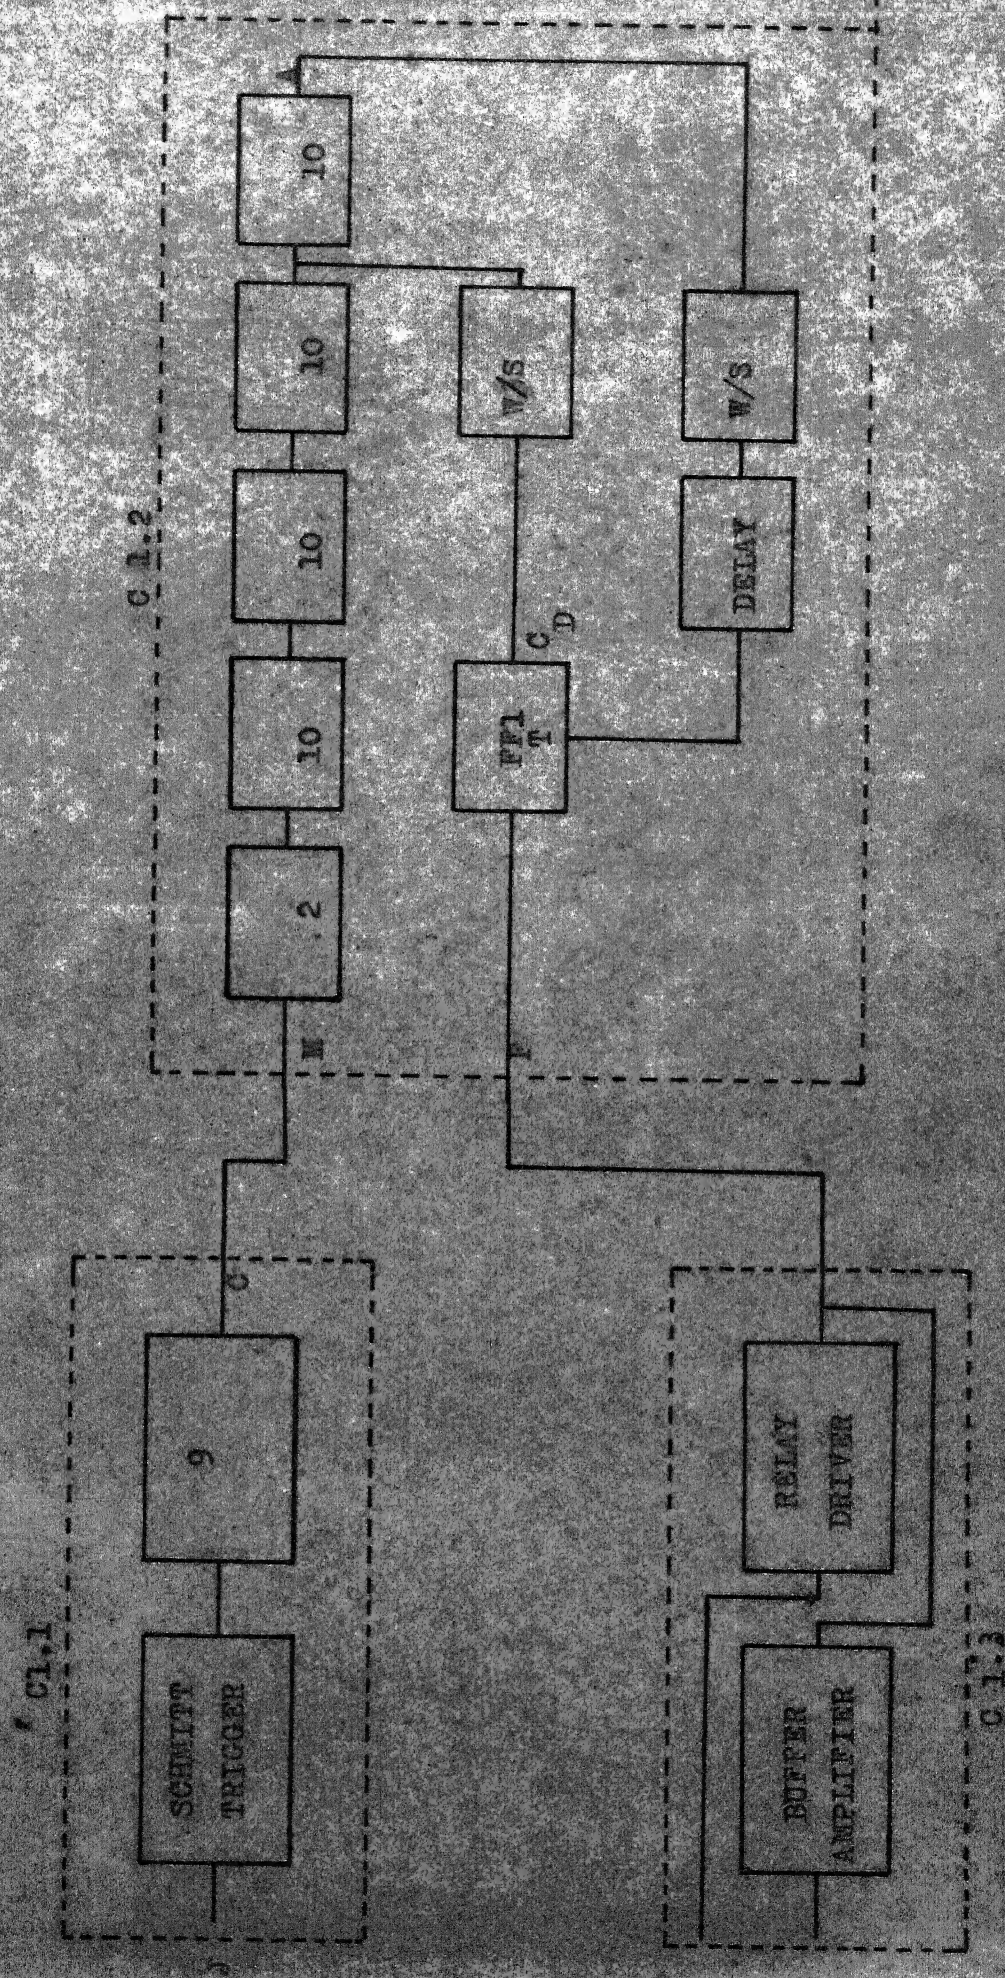 C1.1
SCHMITT
TRIGGER
9
C
C 1.2
M
2
10
10
10
10
A
F
FF1
T
C
D
W/S
DELAY
W/S
BUFFER
AMPLIFIER
RELAY
DRIVER
C 1.3